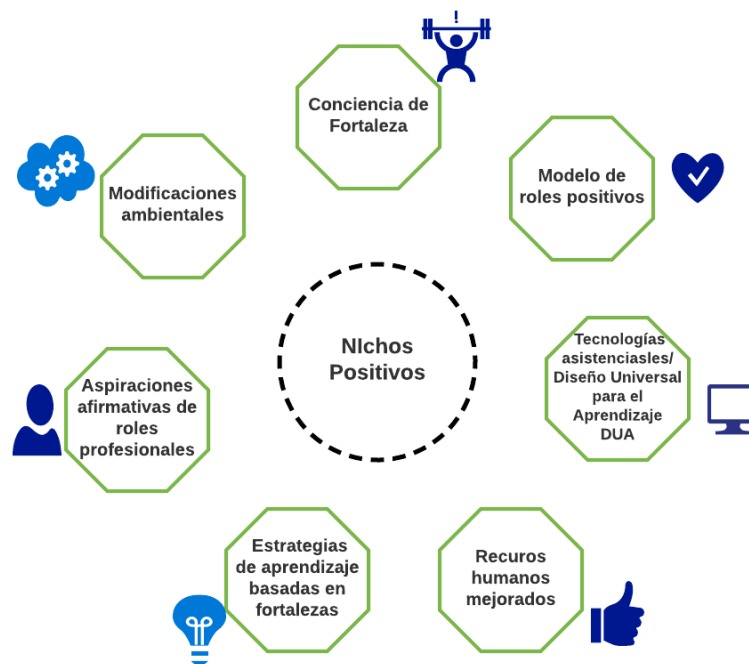 Conciencia de
Fortaleza
Modelo de
roles positivos
Modificaciones
ambientales
NIchos
Positivos
Tecnologías
asistenciasles/
Diseño Universal
para el
Aprendizaje
DUA
Aspiraciones
afirmativas de
roles
profesionales
Estrategias
de aprendizaje
basadas en
fortalezas
Recuros
humanos
mejorados